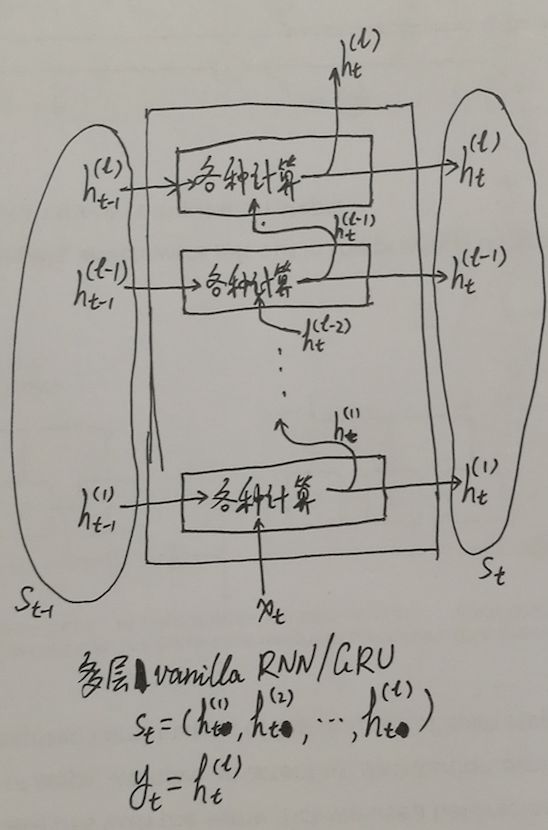 h_t^{(l)}
h_{t-1}^{(l)} 各种计算 h_t^{(l)}
h_t^{(l-1)}
h_{t-1}^{(l-1)} 各种计算 h_t^{(l-1)}
h_t^{(l-2)}
h_t^{(1)}
h_{t-1}^{(1)} 各种计算 h_t^{(1)}
S_{t-1} x_t S_t
多层 vanilla RNN/GRU
S_t=(h_t^{(1)}, h_t^{(2)}, ..., h_t^{(l)})
y_t=h_t^{(l)}